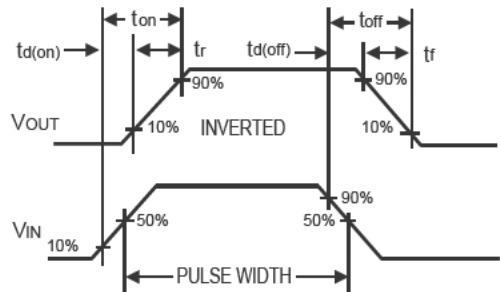 ton toff
td(on) tr td(off) tf
90% 90%
VOUT 10% INVERTED 10%
90%
50% 50%
VIN
10%
PULSE WIDTH